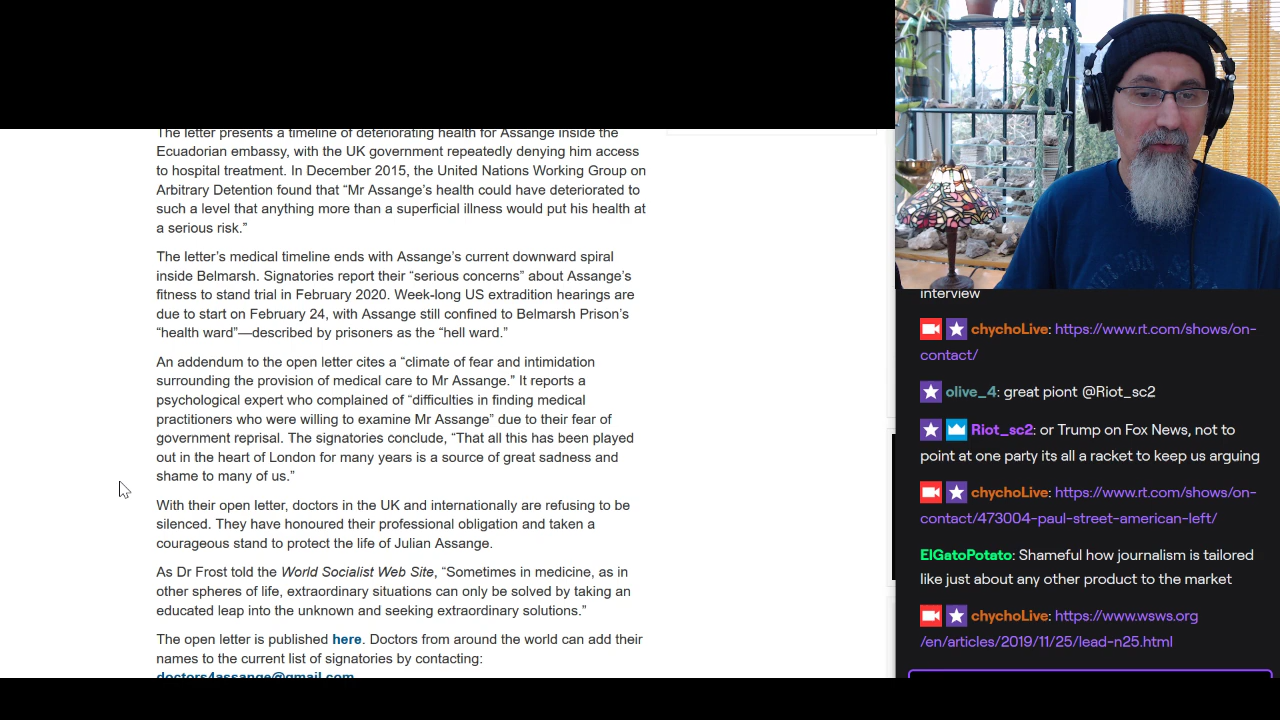 The letter presents a timeline of deteriorating health for Assange inside the
Ecuadorian embassy, with the UK government repeatedly denying him access
to hospital treatment. In December 2015, the United Nations Working Group on
Arbitrary Detention found that “Mr Assange’s health could have deteriorated to
such a level that anything more than a superficial illness would put his health at
a serious risk.”
The letter’s medical timeline ends with Assange’s current downward spiral
inside Belmarsh. Signatories report their “serious concerns” about Assange’s
fitness to stand trial in February 2020. Week-long US extradition hearings are
due to start on February 24, with Assange still confined to Belmarsh Prison’s
“health ward”—described by prisoners as the “hell ward.”
An addendum to the open letter cites a “climate of fear and intimidation
surrounding the provision of medical care to Mr Assange.” It reports a
psychological expert who complained of “difficulties in finding medical
practitioners who were willing to examine Mr Assange” due to their fear of
government reprisal. The signatories conclude, “That all this has been played
out in the heart of London for many years is a source of great sadness and
shame to many of us.”
With their open letter, doctors in the UK and internationally are refusing to be
silenced. They have honoured their professional obligation and taken a
courageous stand to protect the life of Julian Assange.
As Dr Frost told the World Socialist Web Site, “Sometimes in medicine, as in
other spheres of life, extraordinary situations can only be solved by taking an
educated leap into the unknown and seeking extraordinary solutions.”
The open letter is published here. Doctors from around the world can add their
names to the current list of signatories by contacting:
doctors4assange@gmail.com
interview
chychoLive: https://www.rt.com/shows/on-
contact/
olive_4: great piont @Riot_sc2
Riot_sc2: or Trump on Fox News, not to
point at one party its all a racket to keep us arguing
chychoLive: https://www.rt.com/shows/on-
contact/473004-paul-street-american-left/
ElGatoPotato: Shameful how journalism is tailored
like just about any other product to the market
chychoLive: https://www.wsws.org
/en/articles/2019/11/25/lead-n25.html